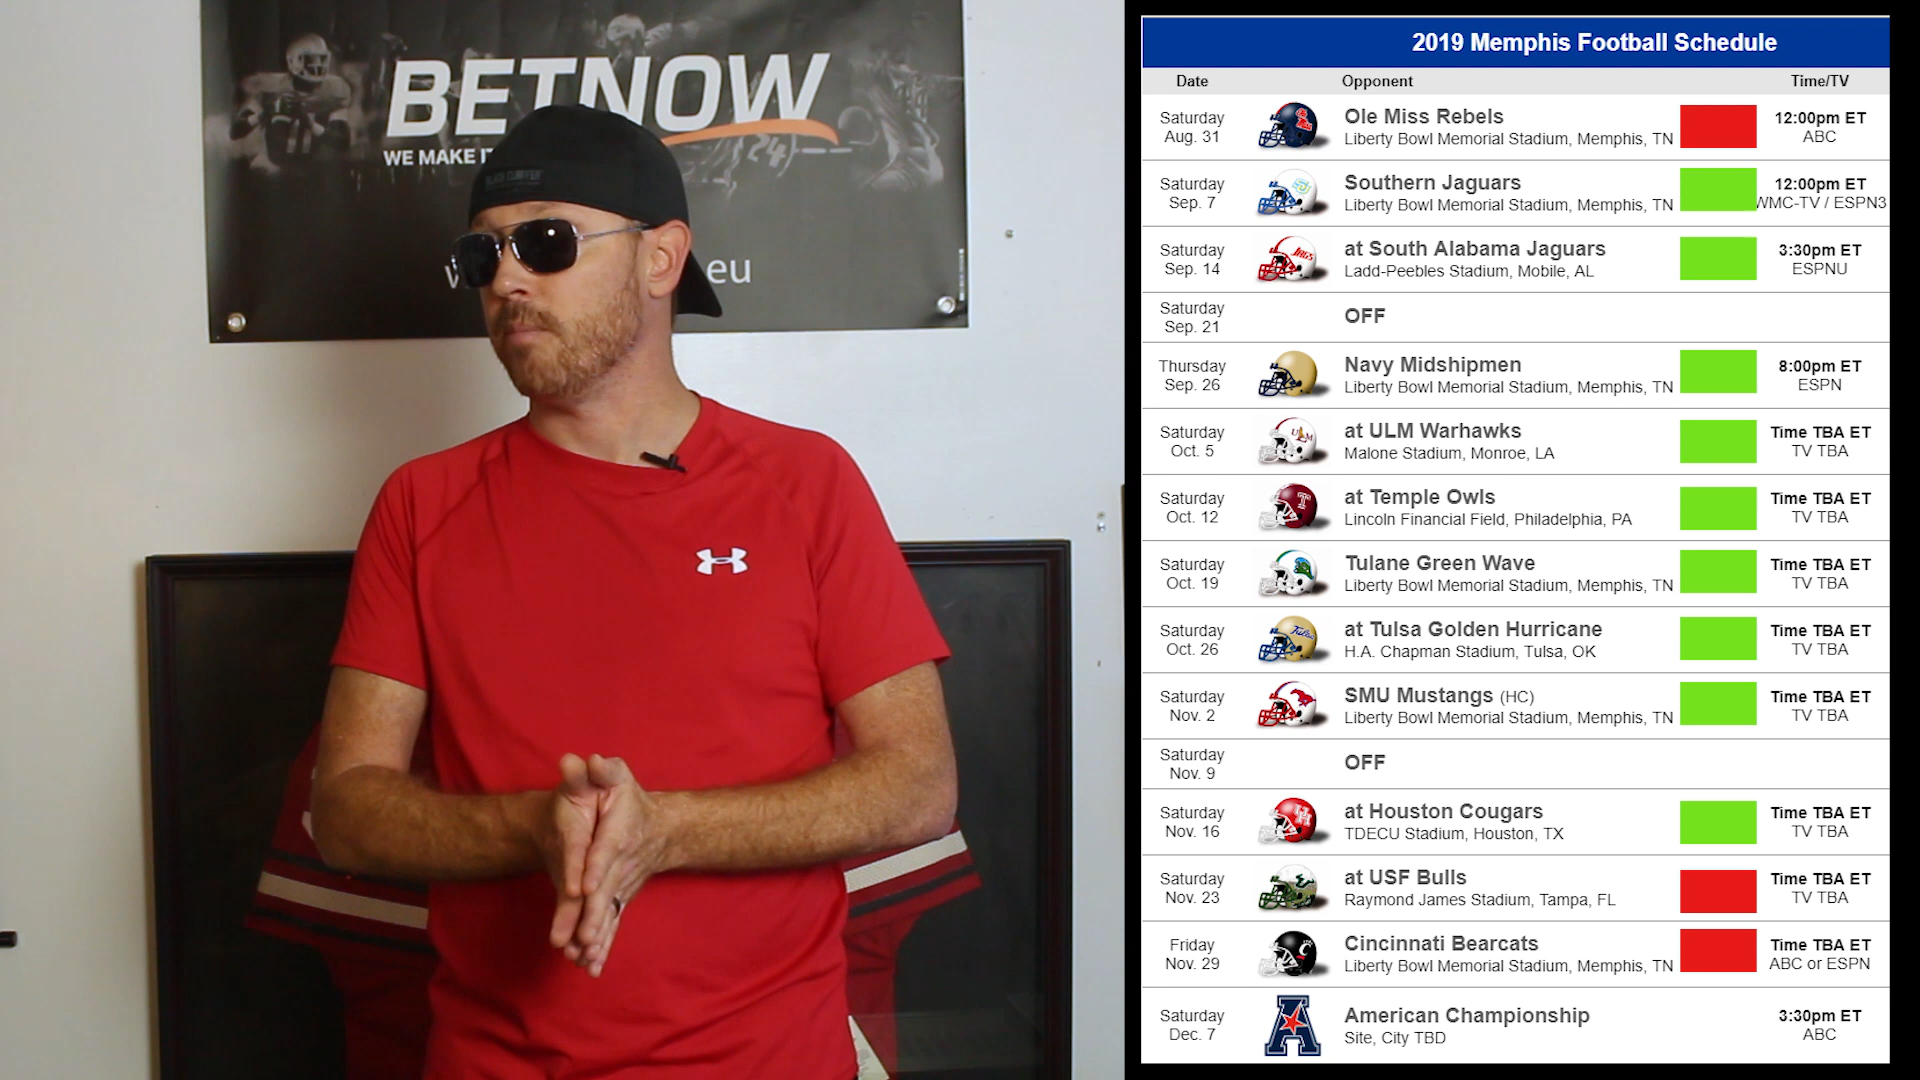 BETNOW
WE MAKE IT
.eu
2019 Memphis Football Schedule
Date Opponent Time/TV
Saturday
Aug. 31
Ole Miss Rebels
Liberty Bowl Memorial Stadium, Memphis, TN
12:00pm ET
ABC
Saturday
Sep. 7
Southern Jaguars
Liberty Bowl Memorial Stadium, Memphis, TN
12:00pm ET
WMC-TV / ESPN3
Saturday
Sep. 14
JAGS
at South Alabama Jaguars
Ladd-Peebles Stadium, Mobile, AL
3:30pm ET
ESPNU
Saturday
Sep. 21
OFF
Thursday
Sep. 26
Navy Midshipmen
Liberty Bowl Memorial Stadium, Memphis, TN
8:00pm ET
ESPN
Saturday
Oct. 5
ULM
at ULM Warhawks
Malone Stadium, Monroe, LA
Time TBA ET
TV TBA
Saturday
Oct. 12
T
at Temple Owls
Lincoln Financial Field, Philadelphia, PA
Time TBA ET
TV TBA
Saturday
Oct. 19
Tulane Green Wave
Liberty Bowl Memorial Stadium, Memphis, TN
Time TBA ET
TV TBA
Saturday
Oct. 26
Tulsa
at Tulsa Golden Hurricane
H.A. Chapman Stadium, Tulsa, OK
Time TBA ET
TV TBA
Saturday
Nov. 2
SMU Mustangs (HC)
Liberty Bowl Memorial Stadium, Memphis, TN
Time TBA ET
TV TBA
Saturday
Nov. 9
OFF
Saturday
Nov. 16
at Houston Cougars
TDECU Stadium, Houston, TX
Time TBA ET
TV TBA
Saturday
Nov. 23
at USF Bulls
Raymond James Stadium, Tampa, FL
Time TBA ET
TV TBA
Friday
Nov. 29
Cincinnati Bearcats
Liberty Bowl Memorial Stadium, Memphis, TN
Time TBA ET
ABC or ESPN
Saturday
Dec. 7
American Championship
Site, City TBD
3:30pm ET
ABC